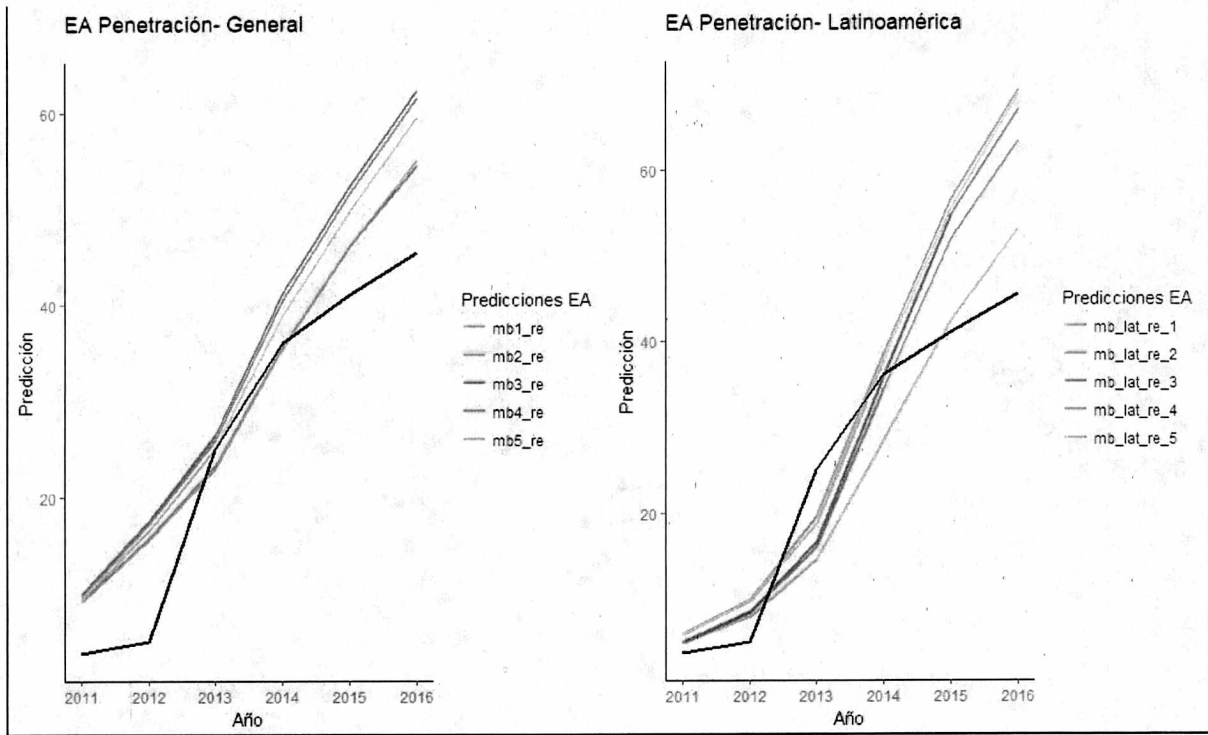 EA Penetración- General
60
40
20
Predicción
2011 2012 2013 2014 2015 2016
Año
Predicciones EA
mb1_re
mb2_re
mb3_re
mb4_re
mb5_re
EA Penetración- Latinoamérica
60
40
20
Predicción
2011 2012 2013 2014 2015 2016
Año
Predicciones EA
mb_lat_re_1
mb_lat_re_2
mb_lat_re_3
mb_lat_re_4
mb_lat_re_5